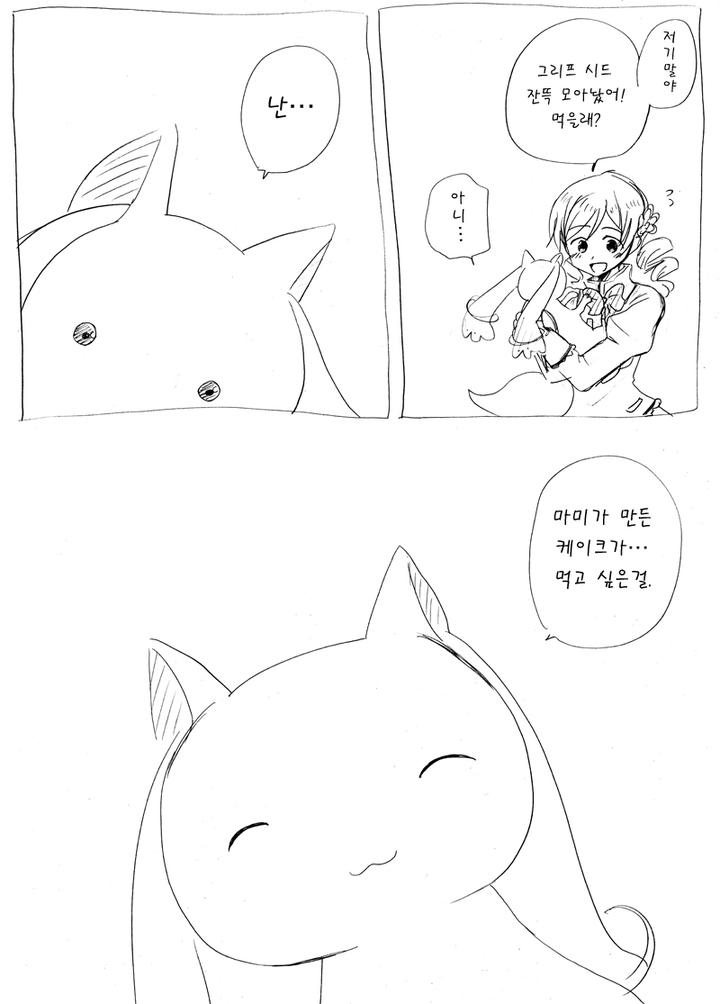 저기말야
그리프 시드
잔뜩 모아놨어!
먹을래?
아니…
난…
마미가 만든
케이크가…
먹고 싶은걸.